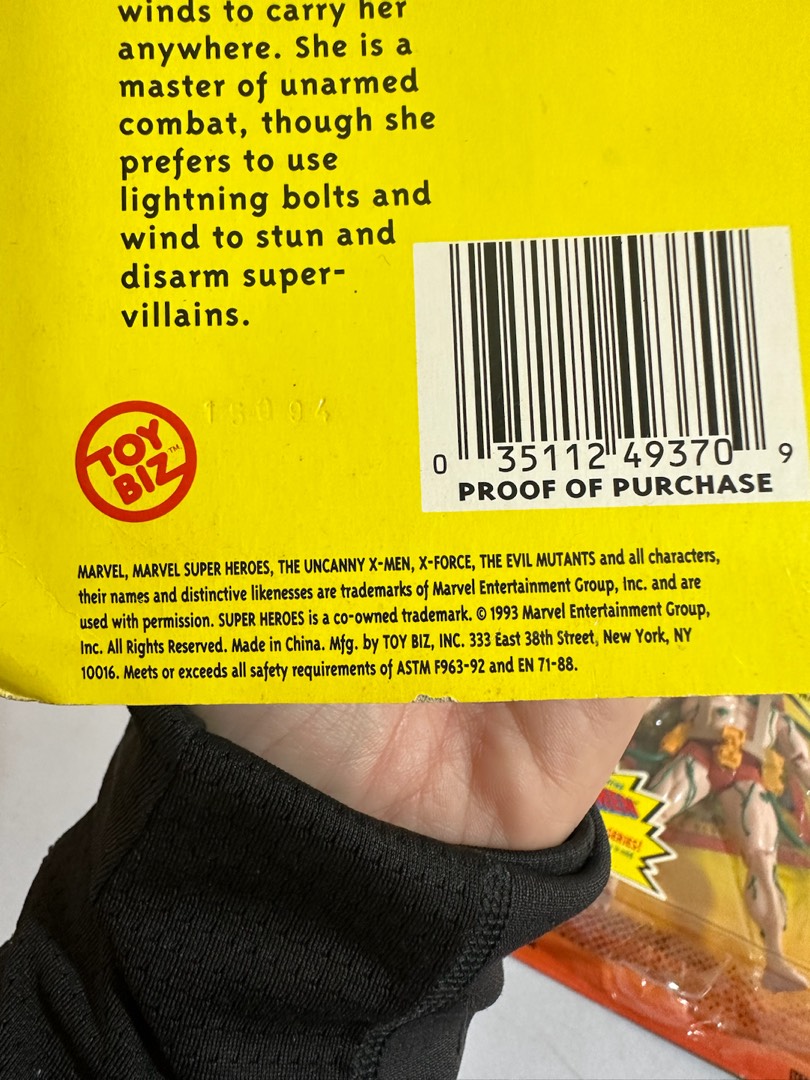 winds to carry her
anywhere. She is a
master of unarmed
combat, though she
prefers to use
lightning bolts and
wind to stun and
disarm super-
villains.
TOY
BIZ™
0 35112 49370 9
PROOF OF PURCHASE
MARVEL, MARVEL SUPER HEROES, THE UNCANNY X-MEN, X-FORCE, THE EVIL MUTANTS and all characters,
their names and distinctive likenesses are trademarks of Marvel Entertainment Group, Inc. and are
used with permission. SUPER HEROES is a co-owned trademark. © 1993 Marvel Entertainment Group,
Inc. All Rights Reserved. Made in China. Mfg. by TOY BIZ, INC. 333 East 38th Street, New York, NY
10016. Meets or exceeds all safety requirements of ASTM F963-92 and EN 71-88.
SERIES!